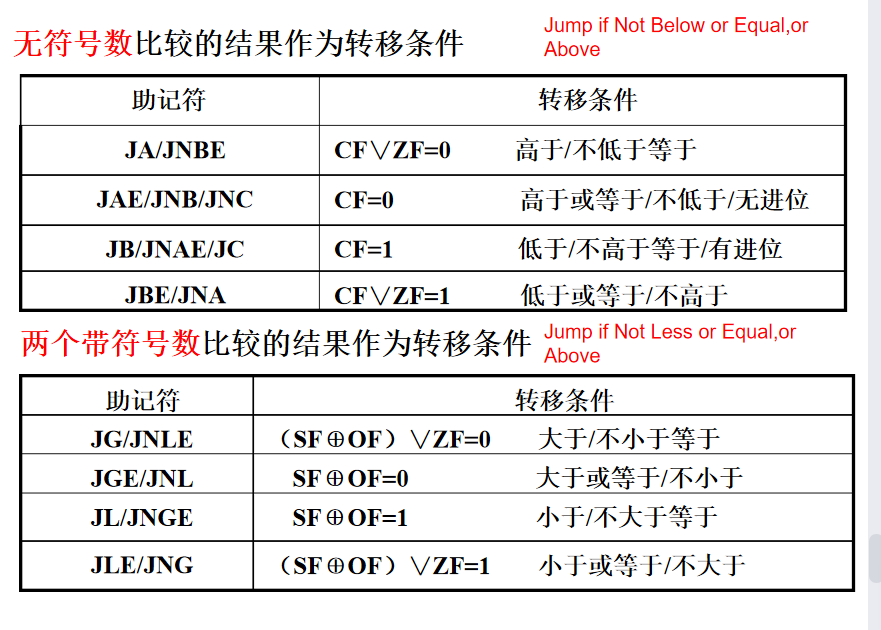 无符号数比较的结果作为转移条件
Jump if Not Below or Equal,or
Above
助记符 转移条件
JA/JNBE CF∨ZF=0 高于/不低于等于
JAE/JNB/JNC CF=0 高于或等于/不低于/无进位
JB/JNAE/JC CF=1 低于/不高于等于/有进位
JBE/JNA CF∨ZF=1 低于或等于/不高于
两个带符号数比较的结果作为转移条件
Jump if Not Less or Equal,or
Above
助记符 转移条件
JG/JNLE （SF⊕OF）∨ZF=0 大于/不小于等于
JGE/JNL SF⊕OF=0 大于或等于/不小于
JL/JNGE SF⊕OF=1 小于/不大于等于
JLE/JNG （SF⊕OF）∨ZF=1 小于或等于/不大于